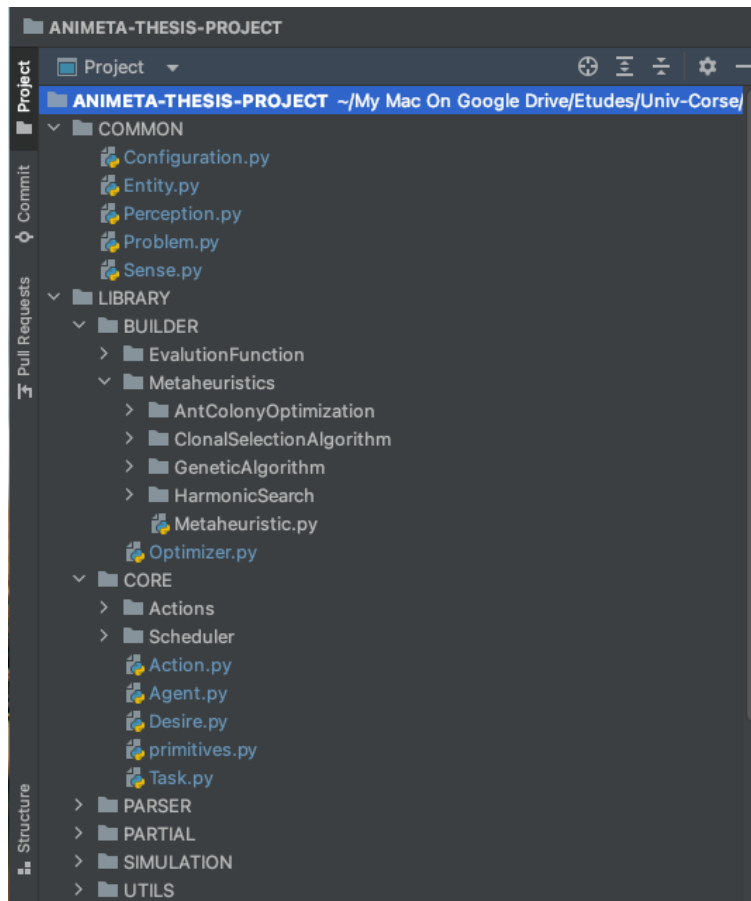 ANIMETA-THESIS-PROJECT
Project
Project
Commit
Pull Requests
Structure
ANIMETA-THESIS-PROJECT ~/My Mac On Google Drive/Etudes/Univ-Corse/
COMMON
Configuration.py
Entity.py
Perception.py
Problem.py
Sense.py
LIBRARY
BUILDER
EvalutionFunction
Metaheuristics
AntColonyOptimization
ClonalSelectionAlgorithm
GeneticAlgorithm
HarmonicSearch
Metaheuristic.py
Optimizer.py
CORE
Actions
Scheduler
Action.py
Agent.py
Desire.py
primitives.py
Task.py
PARSER
PARTIAL
SIMULATION
UTILS